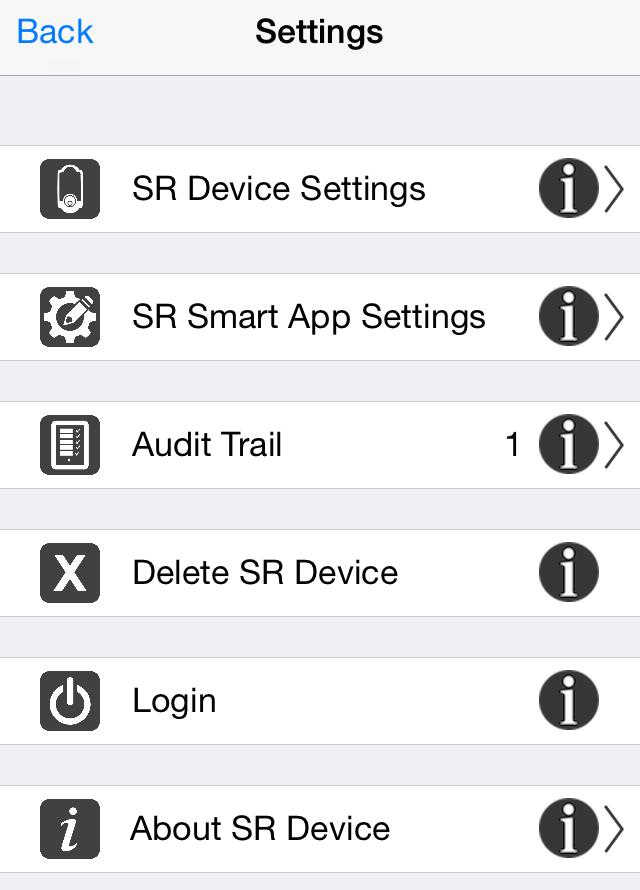 Back Settings
SR Device Settings
SR Smart App Settings
Audit Trail 1
Delete SR Device
Login
About SR Device